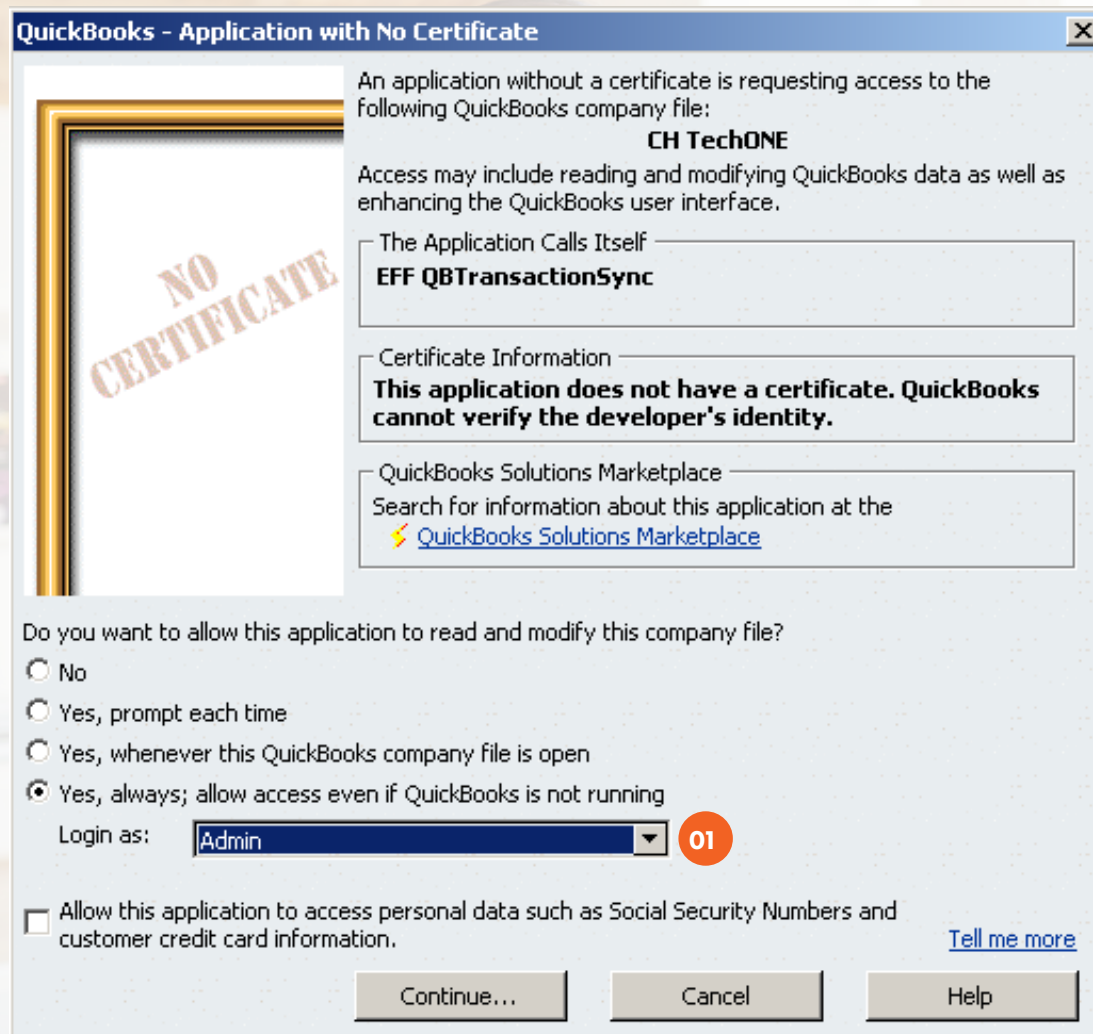 QuickBooks - Application with No Certificate
An application without a certificate is requesting access to the
following QuickBooks company file:
CH TechONE
Access may include reading and modifying QuickBooks data as well as
enhancing the QuickBooks user interface.
The Application Calls Itself
EFF QBTransactionSync
NO
CERTIFICATE
Certificate Information
This application does not have a certificate. QuickBooks
cannot verify the developer's identity.
QuickBooks Solutions Marketplace
Search for information about this application at the
QuickBooks Solutions Marketplace
Do you want to allow this application to read and modify this company file?
No
Yes, prompt each time
Yes, whenever this QuickBooks company file is open
Yes, always; allow access even if QuickBooks is not running
Login as: Admin 01
Allow this application to access personal data such as Social Security Numbers and
customer credit card information. Tell me more
Continue... Cancel Help